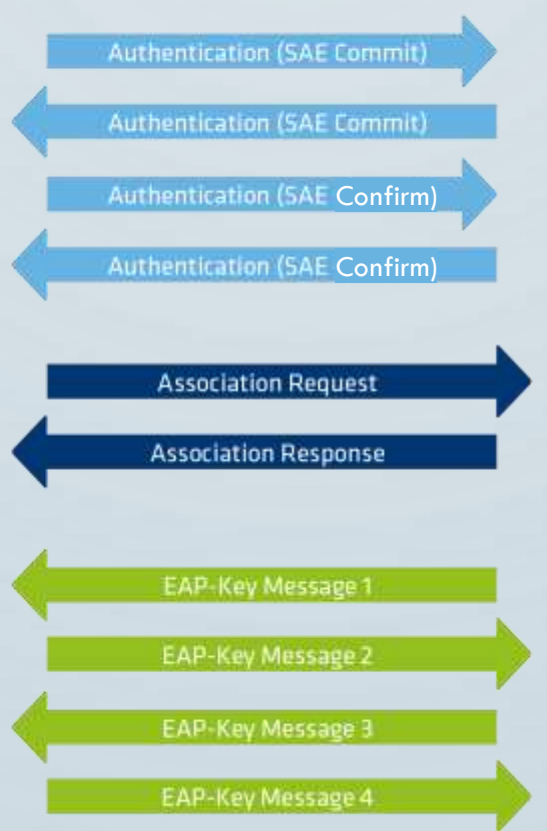 Authentication (SAE Commit)
Authentication (SAE Commit)
Authentication (SAE Confirm)
Authentication (SAE Confirm)
Association Request
Association Response
EAP-Key Message 1
EAP-Key Message 2
EAP-Key Message 3
EAP-Key Message 4